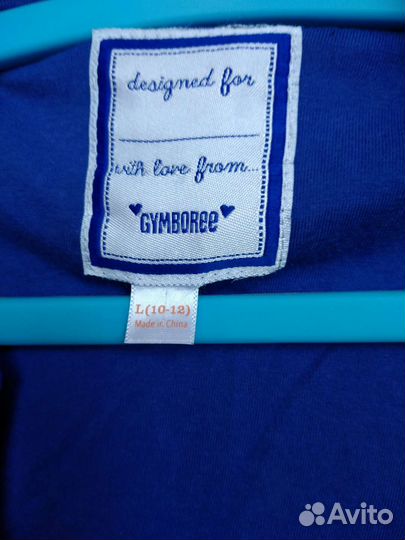 designed for
with love from...
GYMBOREE
L (10-12)
Made in China
Avito